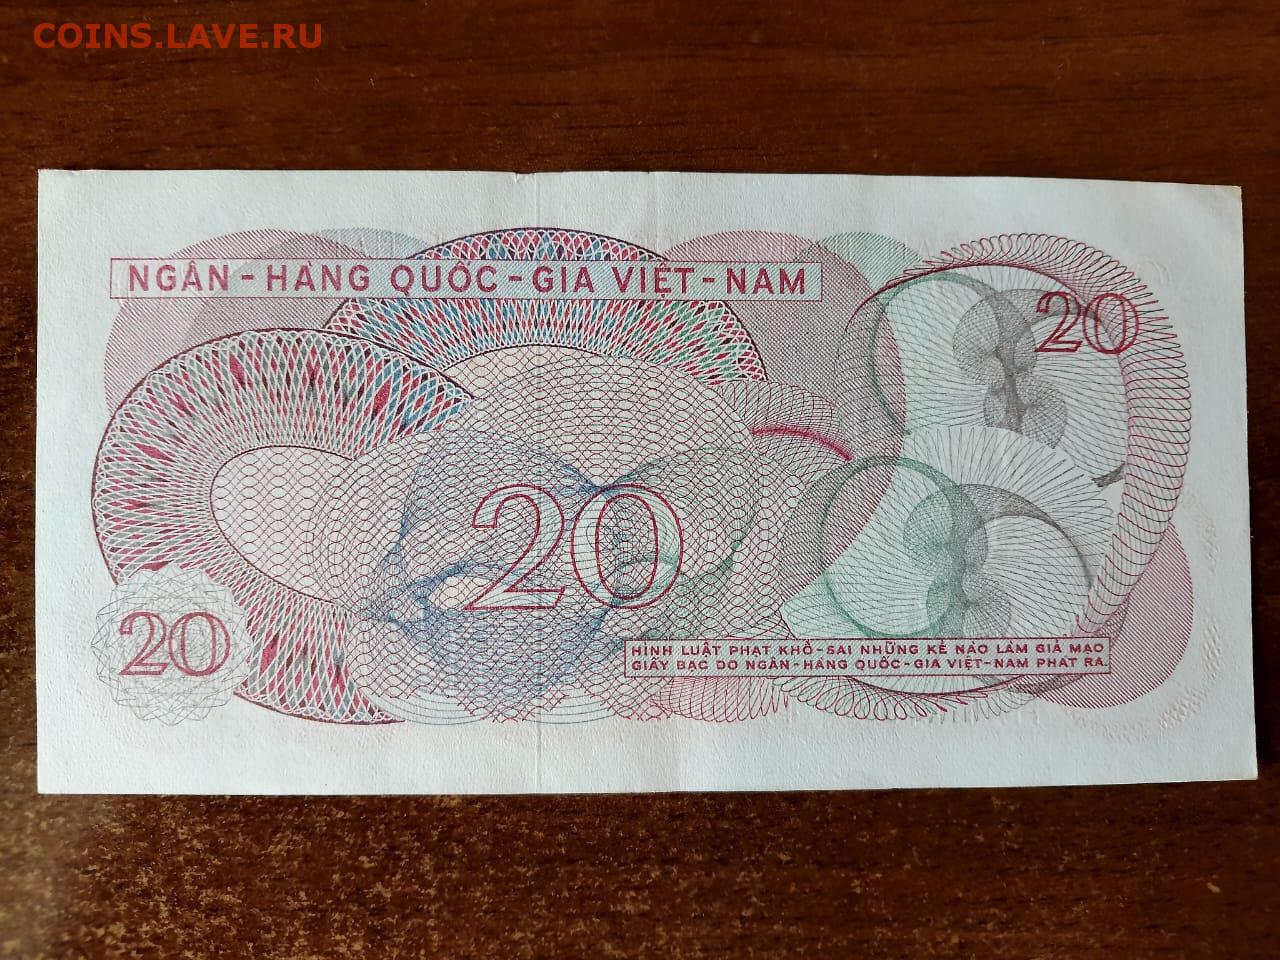 COINS.LAVE.RU
NGÂN-HÀNG QUỐC-GIA VIỆT-NAM
20
20
20
HÌNH LUẬT PHẠT KHỔ-SAI NHỮNG KẺ NÀO LÀM GIẢ MẠO
GIẤY BẠC DO NGÂN-HÀNG QUỐC-GIA VIỆT-NAM PHÁT RA.